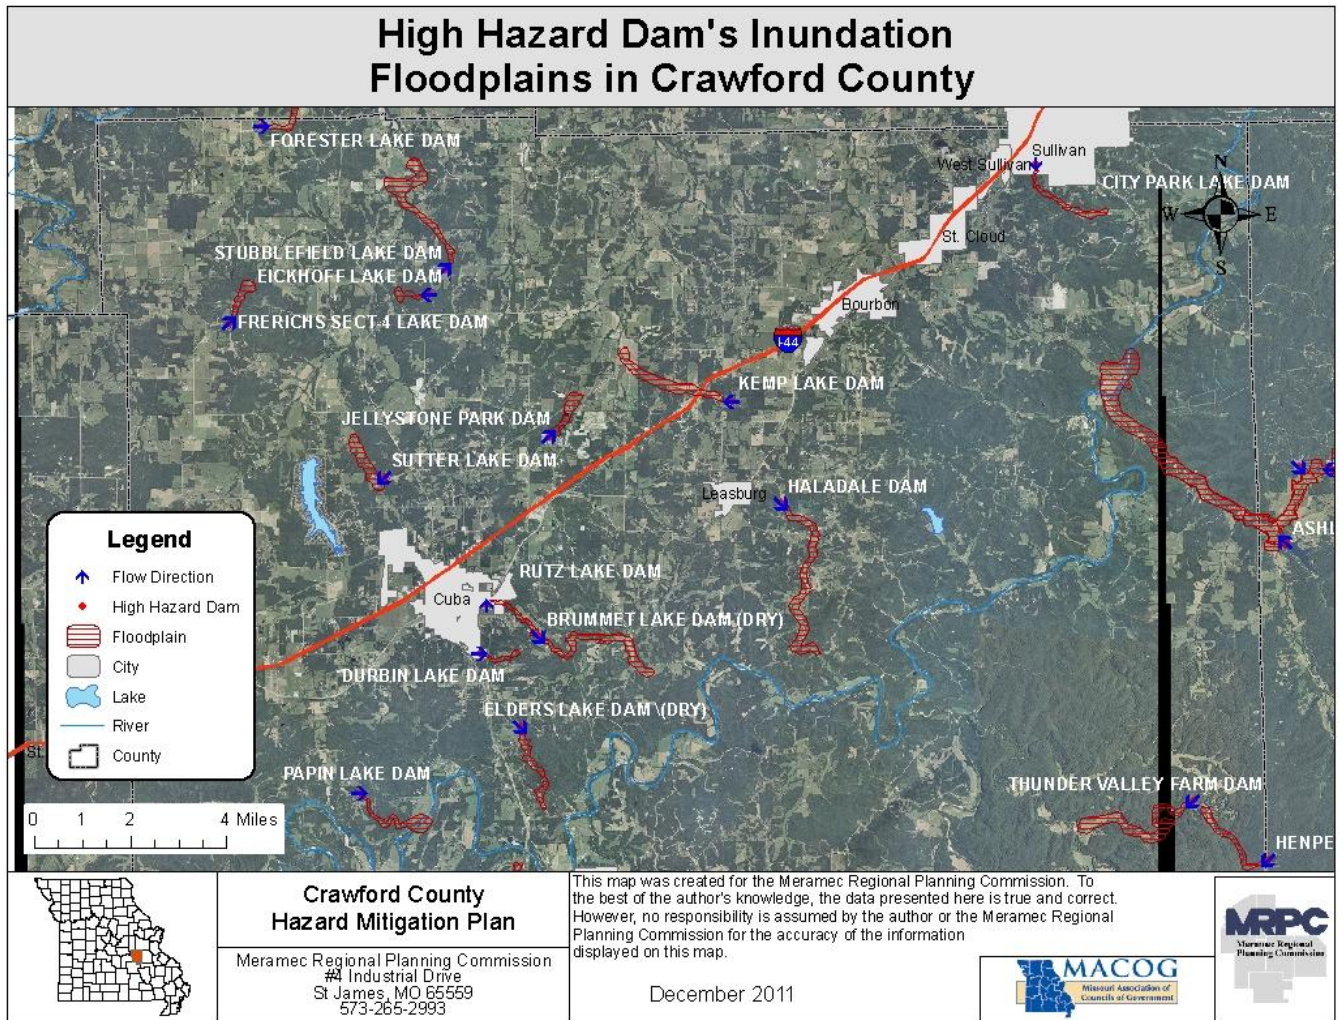 High Hazard Dam's Inundation
Floodplains in Crawford County
FORESTER LAKE DAM
Sullivan
West Sullivan
CITY PARK LAKE DAM
N
W
E
S
St. Cloud
STUBBLEFIELD LAKE DAM
EICKHOFF LAKE DAM
Bourbon
FRERICHS SECT-4 LAKE DAM
I-44
KEMP LAKE DAM
JELLYSTONE PARK DAM
SUTTER LAKE DAM
Leasburg
HALADALE DAM
ASHL
RUTZ LAKE DAM
Cuba
BRUMMET LAKE DAM (DRY)
DURBIN LAKE DAM
ELDERS LAKE DAM \(DRY)
PAPIN LAKE DAM
THUNDER VALLEY FARM DAM
HENPE
St.
Legend
Flow Direction
High Hazard Dam
Floodplain
City
Lake
River
County
0 1 2 4 Miles
Crawford County
Hazard Mitigation Plan
Meramec Regional Planning Commission
#4 Industrial Drive
St James, MO 65559
573-265-2993
This map was created for the Meramec Regional Planning Commission. To
the best of the author's knowledge, the data presented here is true and correct.
However, no responsibility is assumed by the author or the Meramec Regional
Planning Commission for the accuracy of the information
displayed on this map.
December 2011
MACOG
Missouri Association of
Councils of Government
MRPC
Meramec Regional
Planning Commission